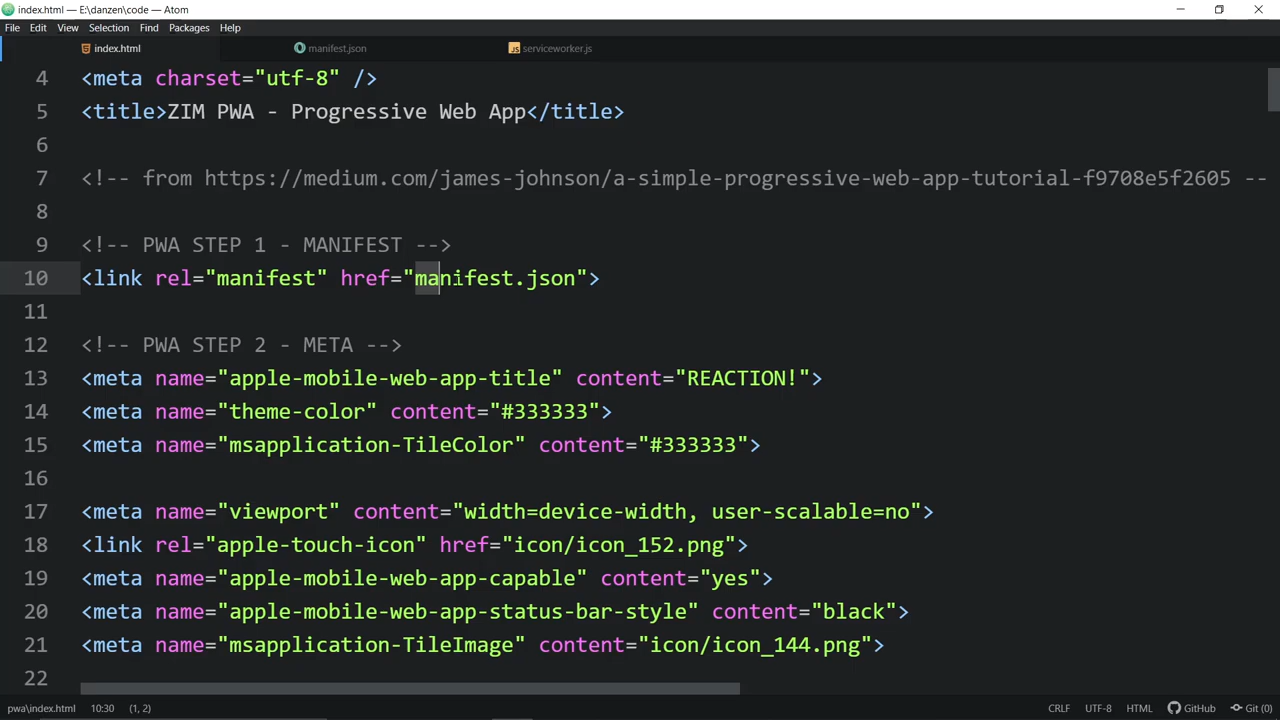 index.html — E:\danzen\code — Atom
File Edit View Selection Find Packages Help
index.html manifest.json JS serviceworker.js
4 <meta charset="utf-8" />
5 <title>ZIM PWA - Progressive Web App</title>
6
7 <!-- from https://medium.com/james-johnson/a-simple-progressive-web-app-tutorial-f9708e5f2605 --
8
9 <!-- PWA STEP 1 - MANIFEST -->
10 <link rel="manifest" href="manifest.json">
11
12 <!-- PWA STEP 2 - META -->
13 <meta name="apple-mobile-web-app-title" content="REACTION!">
14 <meta name="theme-color" content="#333333">
15 <meta name="msapplication-TileColor" content="#333333">
16
17 <meta name="viewport" content="width=device-width, user-scalable=no">
18 <link rel="apple-touch-icon" href="icon/icon_152.png">
19 <meta name="apple-mobile-web-app-capable" content="yes">
20 <meta name="apple-mobile-web-app-status-bar-style" content="black">
21 <meta name="msapplication-TileImage" content="icon/icon_144.png">
22
pwa\index.html 10:30 (1, 2) CRLF UTF-8 HTML GitHub Git (0)